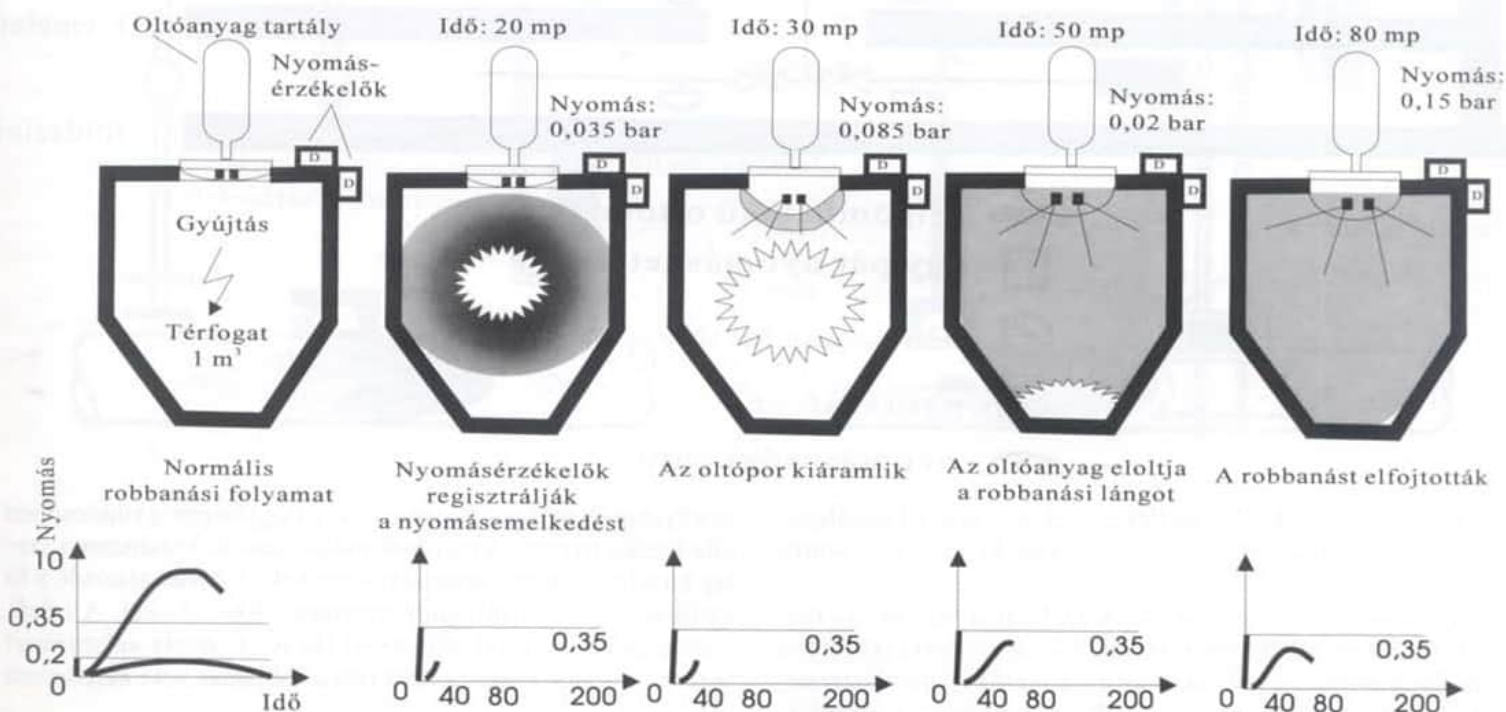 Oltóanyag tartály
Nyomás-
érzékelők
D
D
Gyújtás
Térfogat
1 m³
Idő: 20 mp
Nyomás:
0,035 bar
D
D
Idő: 30 mp
Nyomás:
0,085 bar
D
D
Idő: 50 mp
Nyomás:
0,02 bar
D
D
Idő: 80 mp
Nyomás:
0,15 bar
D
D
Normális
robbanási folyamat
Nyomásérzékelők
regisztrálják
a nyomásemelkedést
Az oltópor kiáramlik
Az oltóanyag eloltja
a robbanási lángot
A robbanást elfojtották
Nyomás
10
0,35
0,2
0
Idő
0,35
0 40 80 200
0,35
0 40 80 200
0,35
0 40 80 200
0,35
0 40 80 200